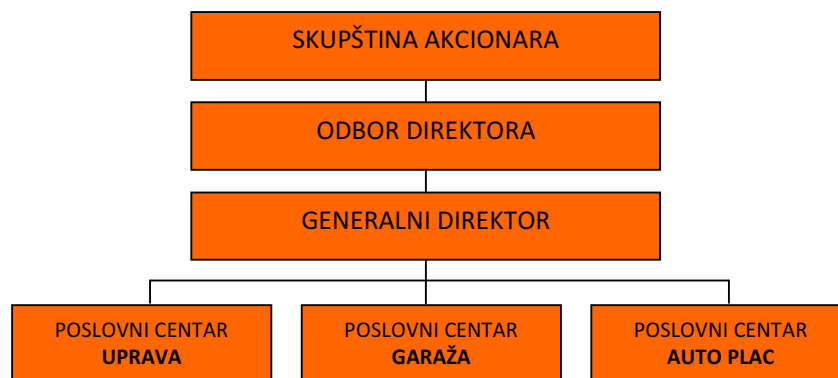 SKUPŠTINA AKCIONARA
ODBOR DIREKTORA
GENERALNI DIREKTOR
POSLOVNI CENTAR
UPRAVA
POSLOVNI CENTAR
GARAŽA
POSLOVNI CENTAR
AUTO PLAC